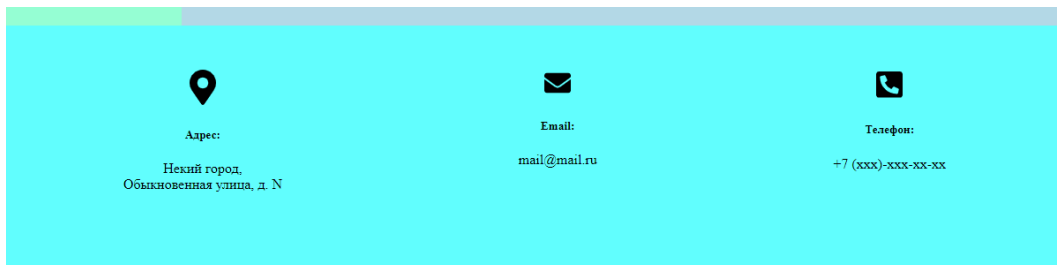 Адрес:
Некий город,
Обыкновенная улица, д. N
Email:
mail@mail.ru
Телефон:
+7 (xxx)-xxx-xx-xx